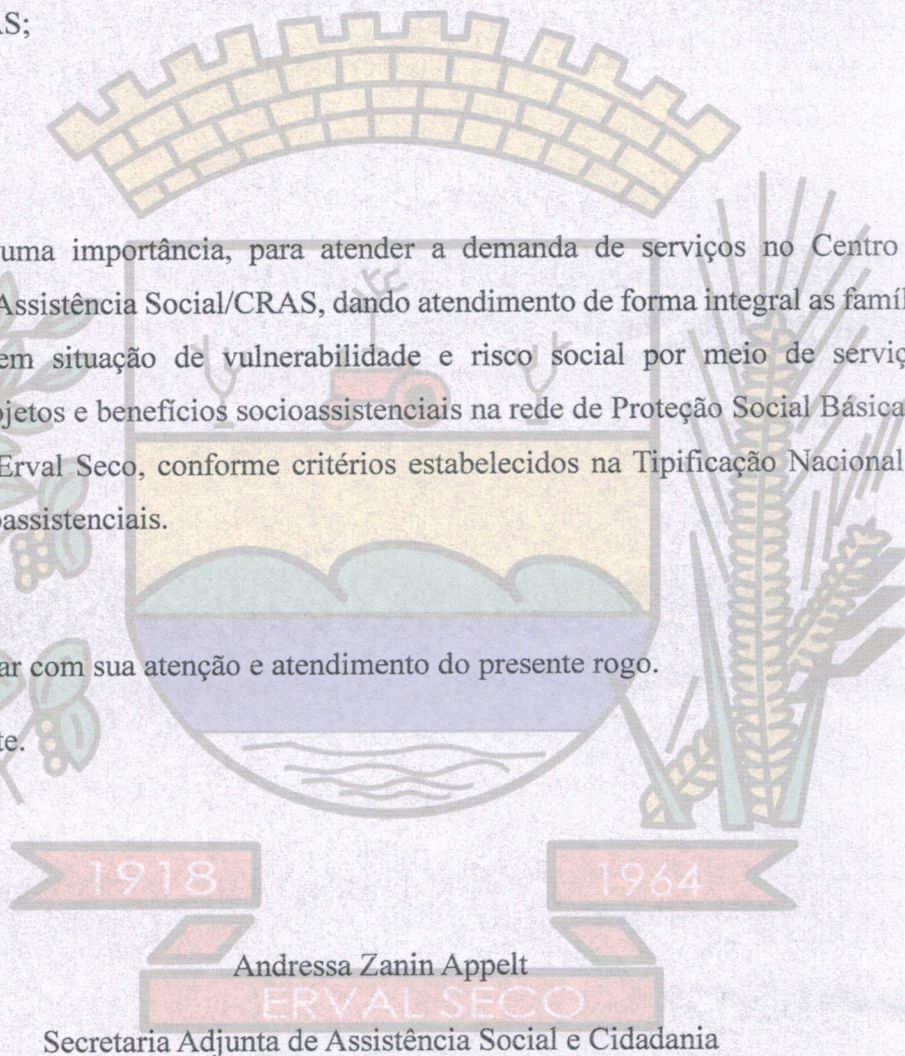 AS;
uma importância, para atender a demanda de serviços no Centro
Assistência Social/CRAS, dando atendimento de forma integral as famíl
em situação de vulnerabilidade e risco social por meio de serviç
ojetos e benefícios socioassistenciais na rede de Proteção Social Básica
Erval Seco, conforme critérios estabelecidos na Tipificação Nacional
oassistenciais.
ar com sua atenção e atendimento do presente rogo.
te.
1918
1964
Andressa Zanin Appelt
ERVAL SECO
Secretaria Adjunta de Assistência Social e Cidadania